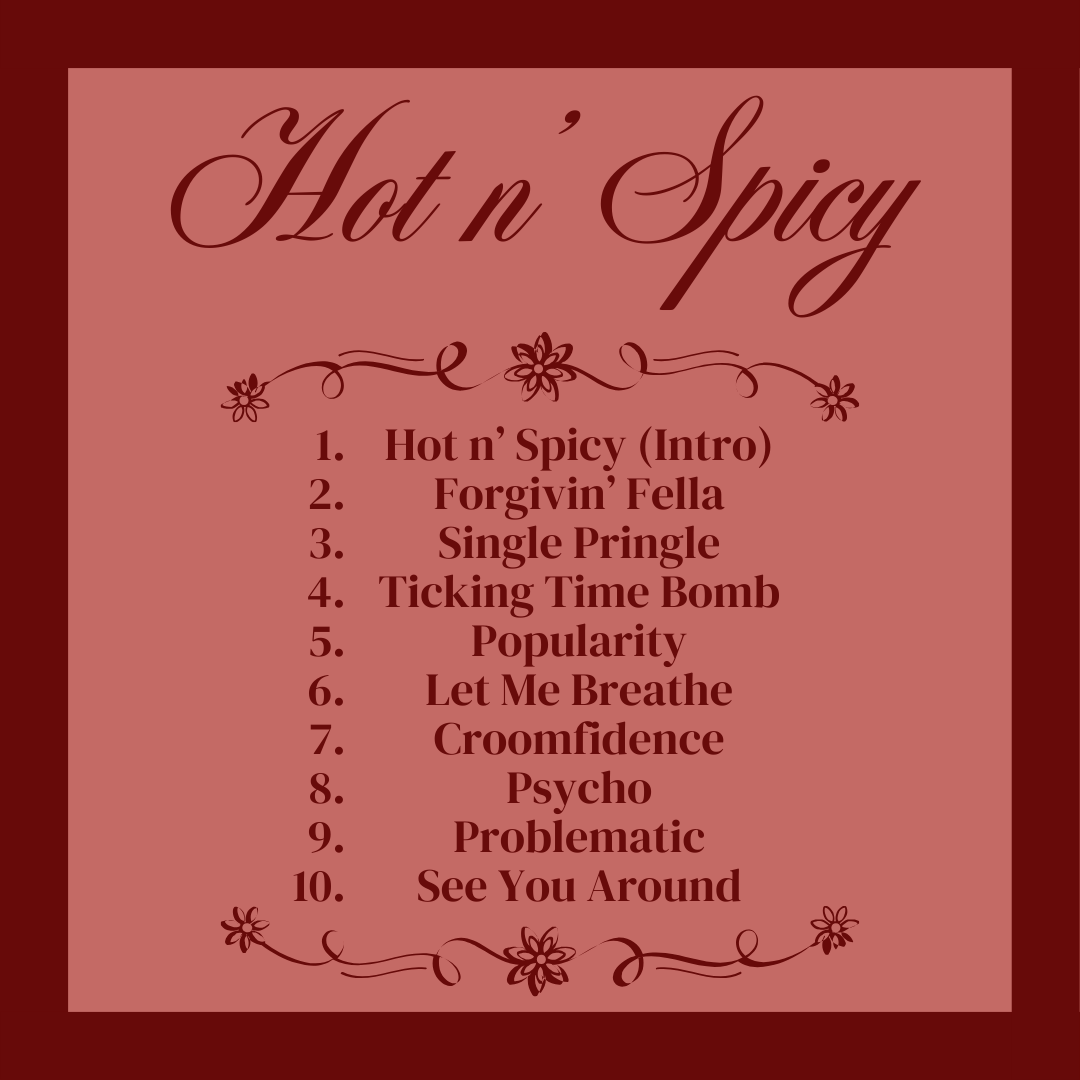 Hot n’ Spicy
1. Hot n’ Spicy (Intro)
2. Forgivin’ Fella
3. Single Pringle
4. Ticking Time Bomb
5. Popularity
6. Let Me Breathe
7. Croomfidence
8. Psycho
9. Problematic
10. See You Around